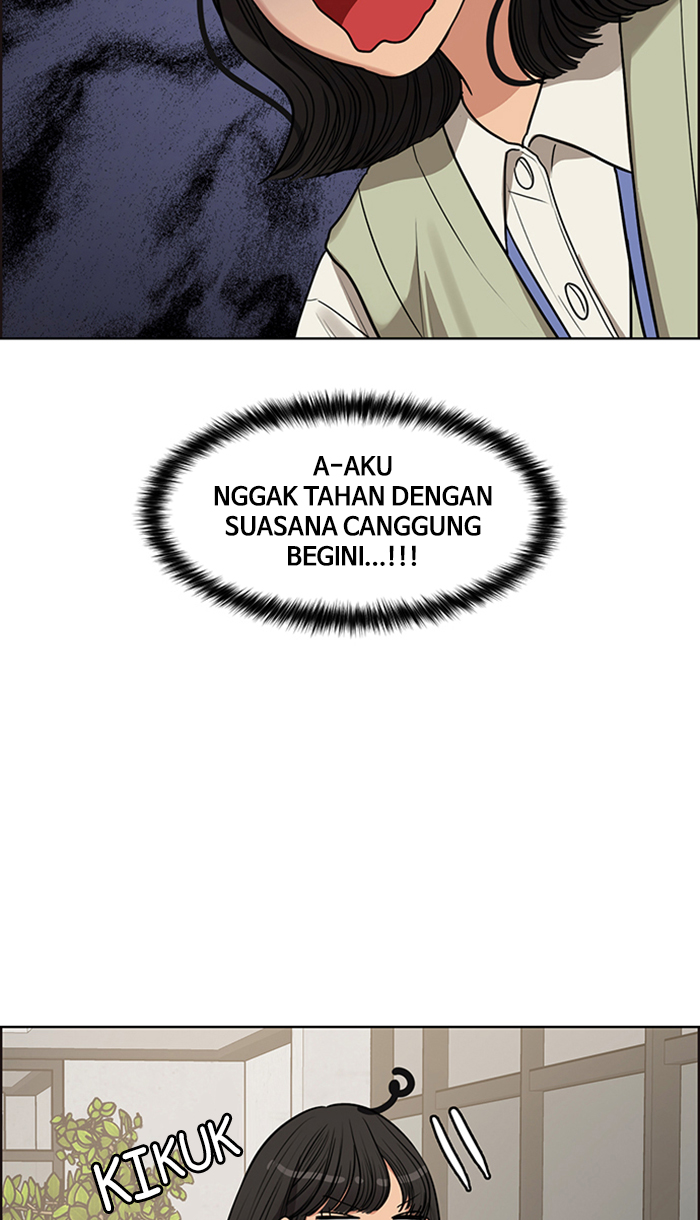 A-AKU
NGGAK TAHAN DENGAN
SUASANA CANGGUNG
BEGINI...!!!
KIKUK